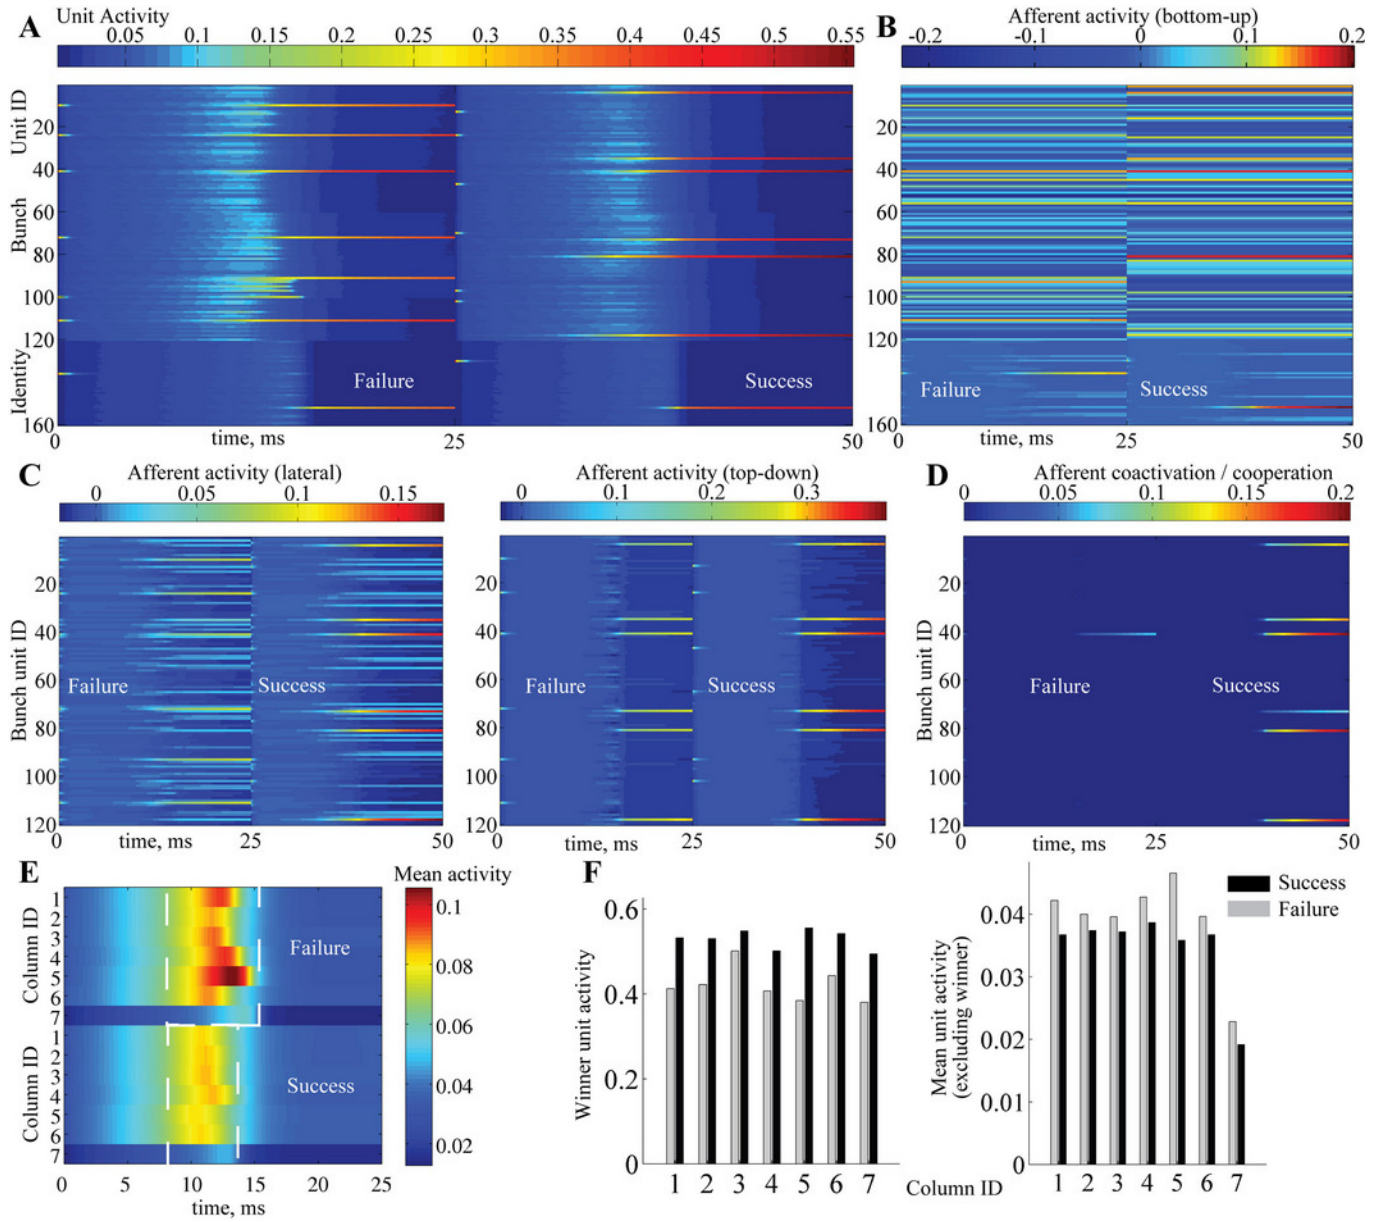 A
Unit Activity
0.05 0.1 0.15 0.2 0.25 0.3 0.35 0.4 0.45 0.5 0.55
Unit ID
Bunch
Identity
20
40
60
80
100
120
160
Failure
Success
0 25 50
time, ms
B
Afferent activity (bottom-up)
-0.2 -0.1 0 0.1 0.2
20
40
60
80
100
120
160
Failure
Success
0 25 50
time, ms
C
Afferent activity (lateral)
0 0.05 0.1 0.15
Bunch unit ID
20
40
60
80
100
120
Failure
Success
0 25 50
time, ms
Afferent activity (top-down)
0 0.1 0.2 0.3
Failure
Success
0 25 50
time, ms
D
Afferent coactivation / cooperation
0 0.05 0.1 0.15 0.2
Bunch unit ID
20
40
60
80
100
120
Failure
Success
0 25 50
time, ms
E
Mean activity
0.1
0.08
0.06
0.04
0.02
Column ID
1
2
3
4
5
6
7
Failure
Column ID
1
2
3
4
5
6
7
Success
0 5 10 15 20 25
time, ms
F
Winner unit activity
0.6
0.4
0.2
0
1 2 3 4 5 6 7
Column ID
Mean unit activity
(excluding winner)
0.04
0.03
0.02
0.01
0
1 2 3 4 5 6 7
Success
Failure